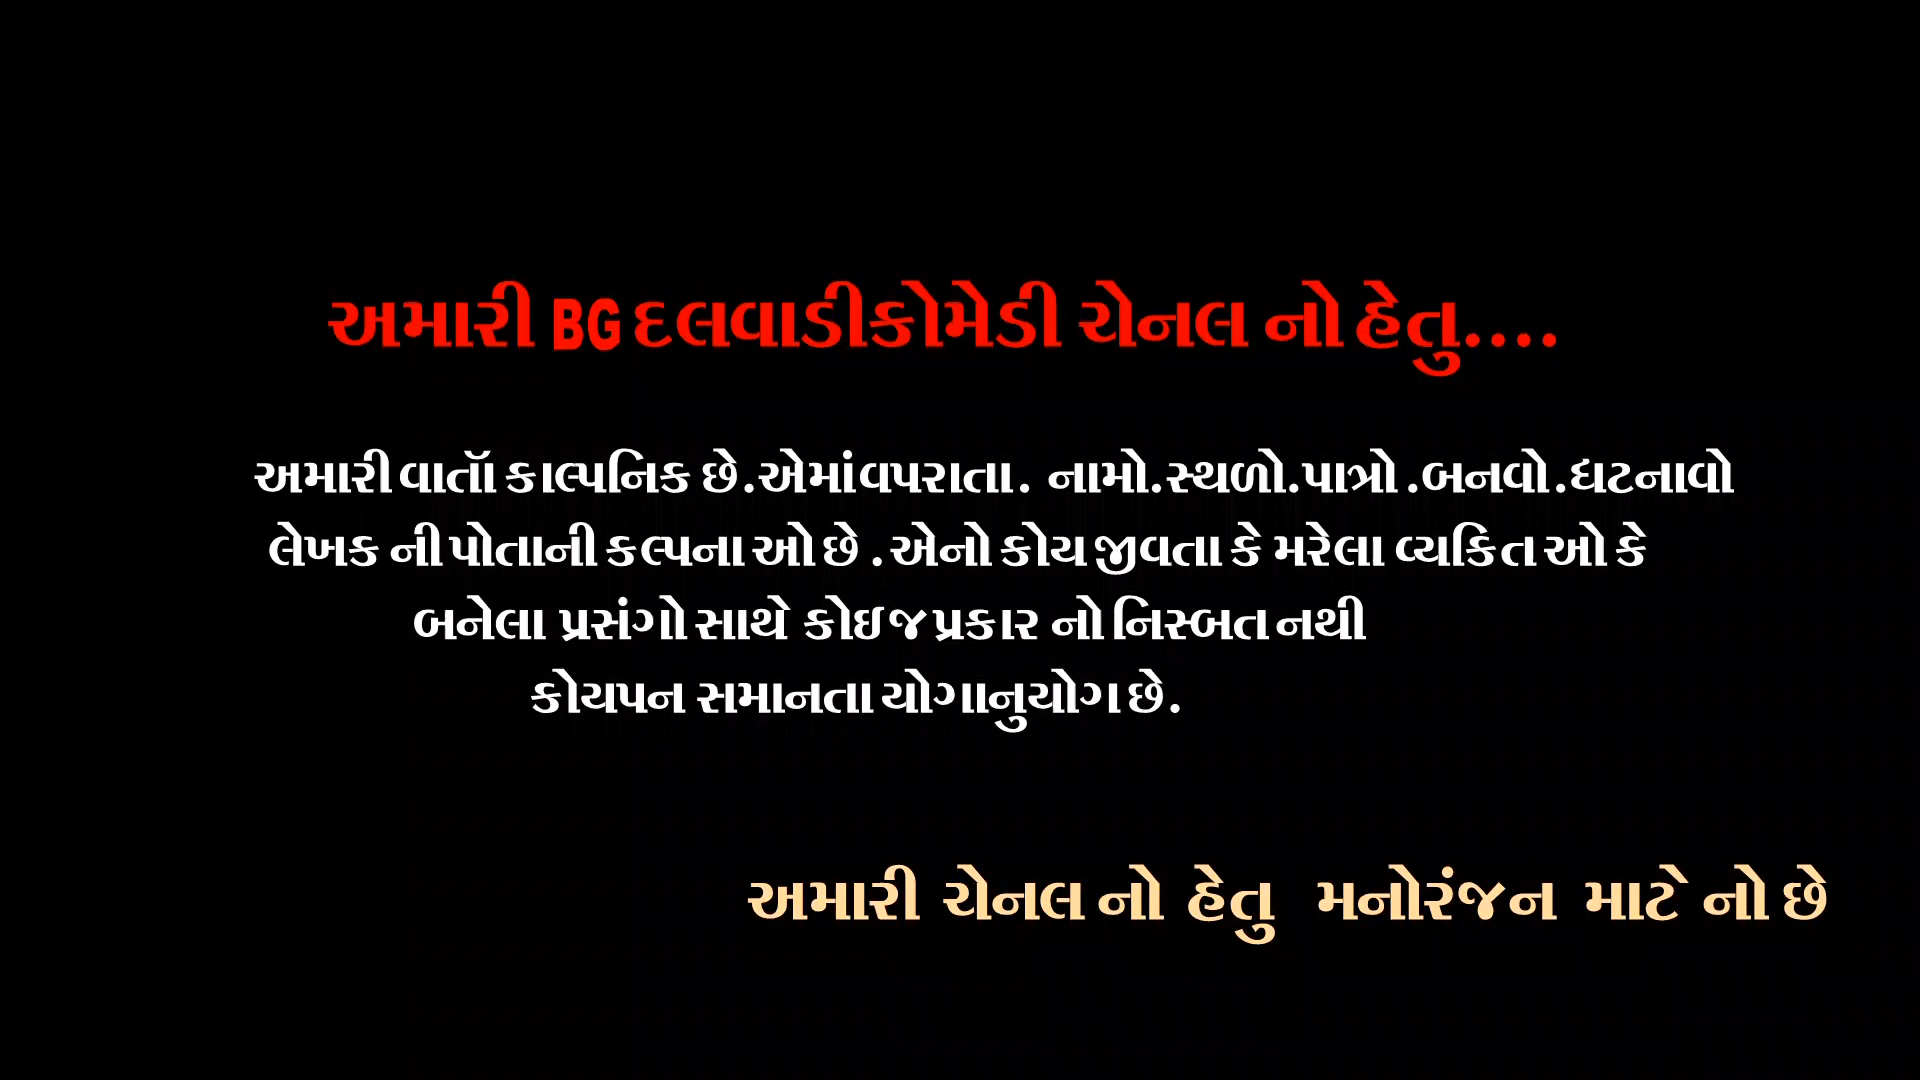 અમારી BG દલવાડીકોમેડી ચેનલ નો હેતુ....
અમારી વાર્તા કાલ્પનિક છે.એમાંવપરાતા. નામો.સ્થળો.પાત્રો .બનવો.ઘટનાવો
લેખક ની પોતાની કલ્પના ઓ છે . એનો કોય જીવતા કે મરેલા વ્યકિત ઓ કે
બનેલા પ્રસંગો સાથે કોઇજ પ્રકાર નો નિસ્બત નથી
કોયપન સમાનતા યોગાનુયોગ છે.
અમારી ચેનલ નો હેતુ મનોરંજન માટે નો છે